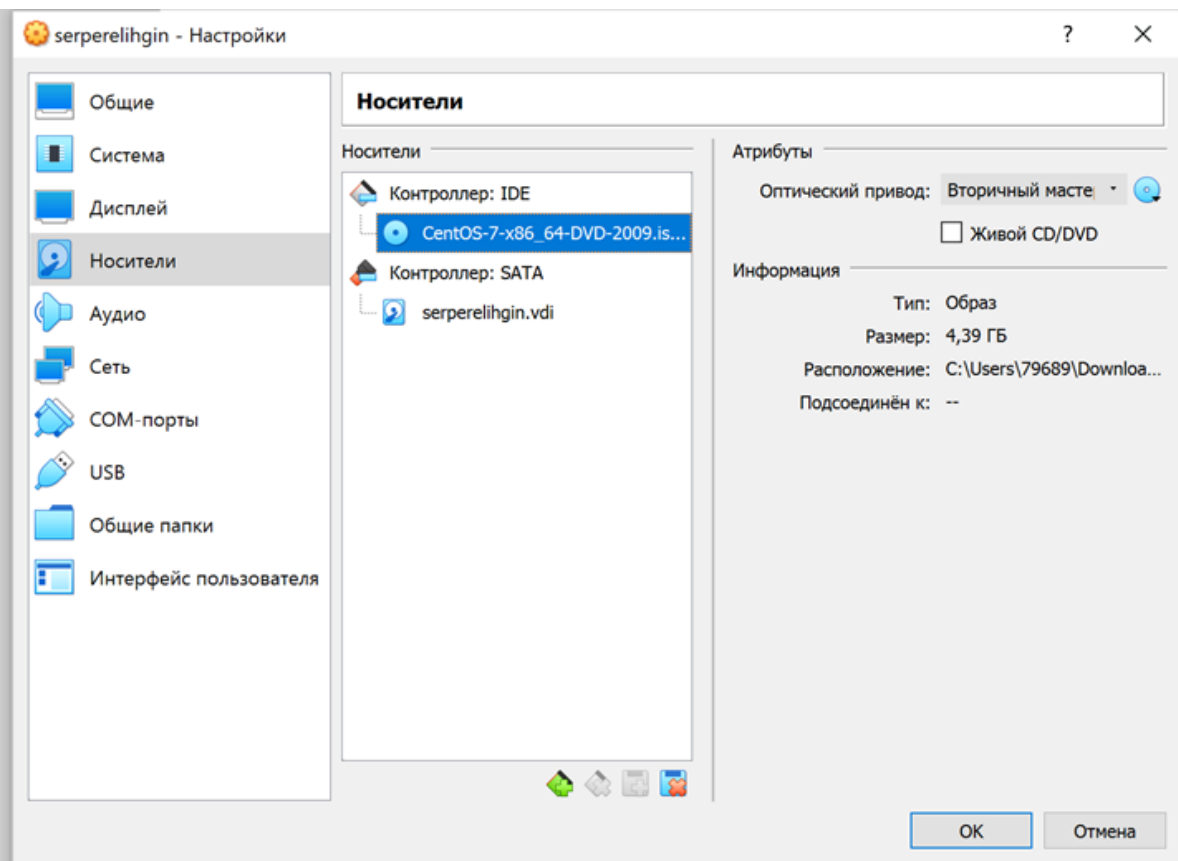 serperelihgin - Настройки
?
Общие
Система
Дисплей
Носители
Аудио
Сеть
COM-порты
USB
Общие папки
Интерфейс пользователя
Носители
Носители
Контроллер: IDE
CentOS-7-x86_64-DVD-2009.is...
Контроллер: SATA
serperelihgin.vdi
Атрибуты
Оптический привод: Вторичный масте
Живой CD/DVD
Информация
Тип: Образ
Размер: 4,39 ГБ
Расположение: C:\Users\79689\Downloa...
Подсоединён к: --
OK
Отмена